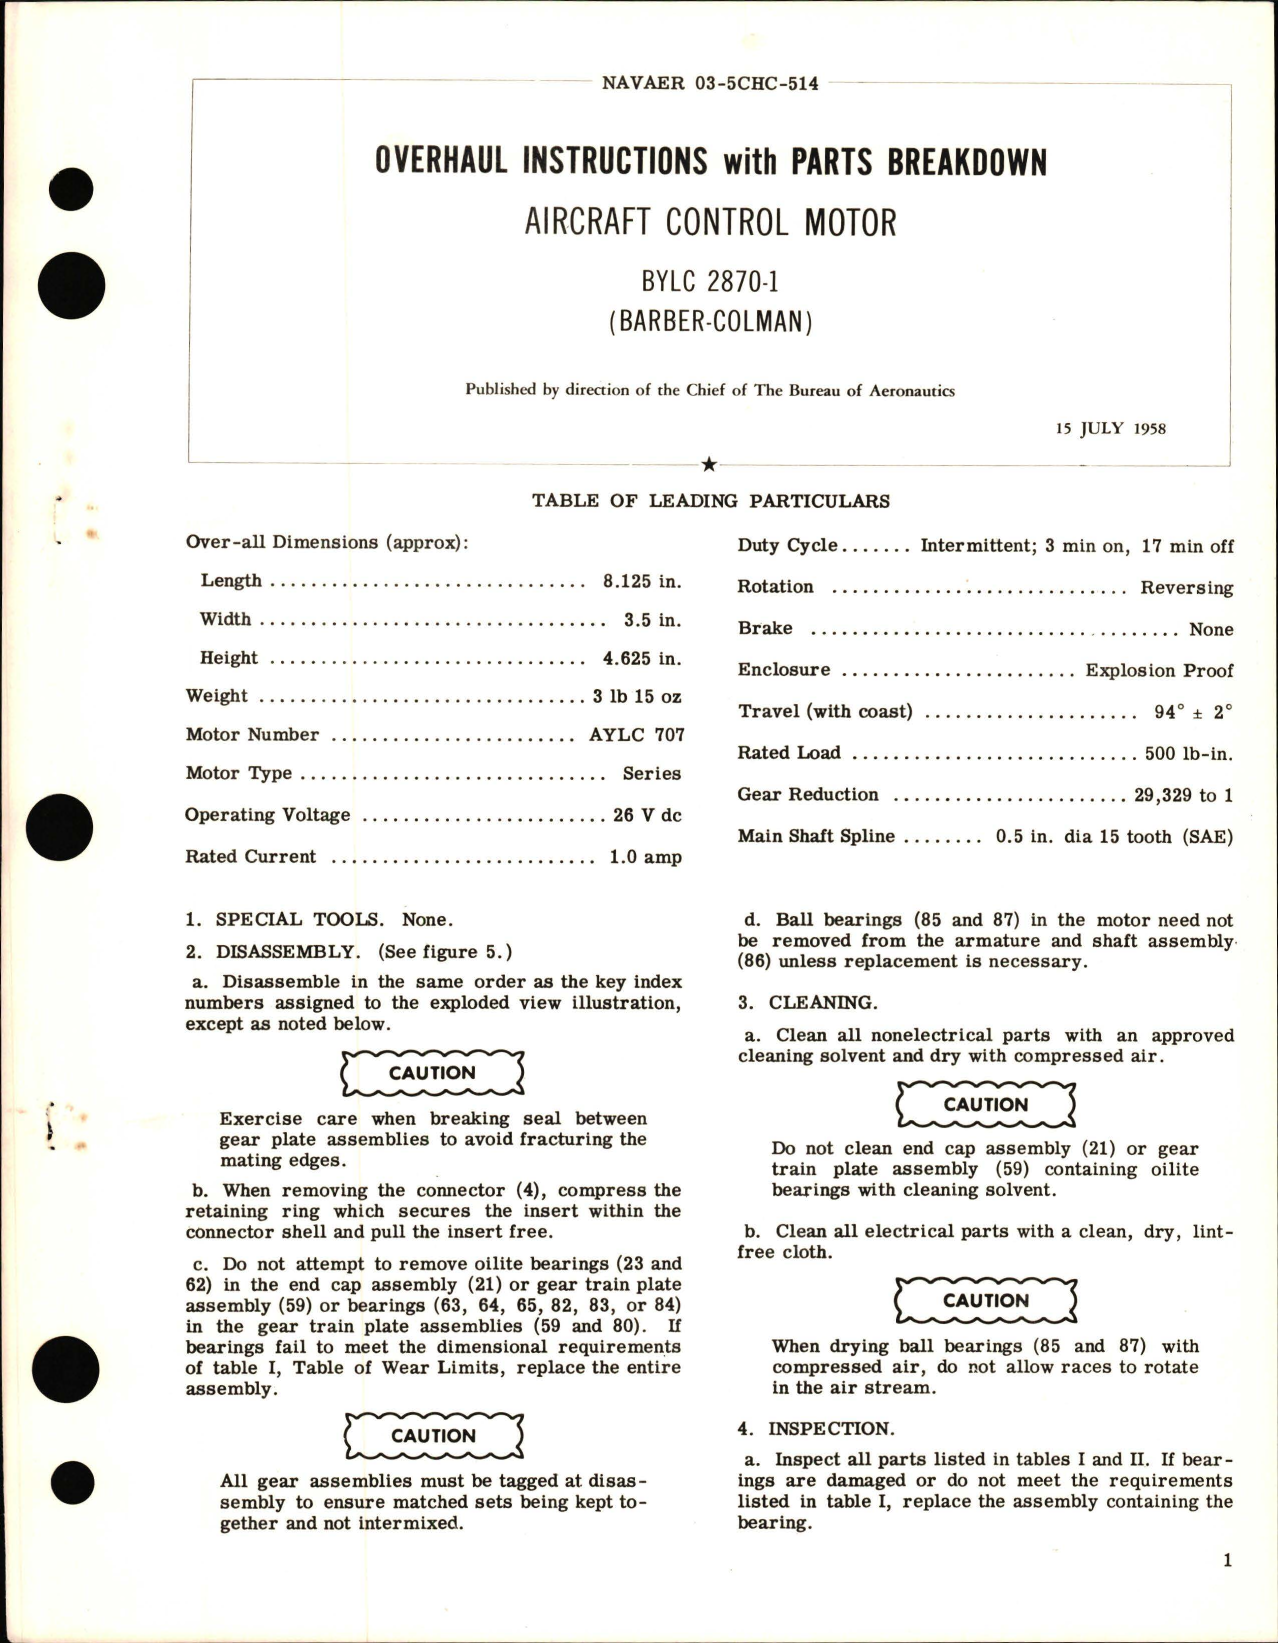 NAVAER 03-5CHC-514
OVERHAUL INSTRUCTIONS with PARTS BREAKDOWN
AIRCRAFT CONTROL MOTOR
BYLC 2870-1
(BARBER-COLMAN)
Published by direction of the Chief of The Bureau of Aeronautics
15 JULY 1958
TABLE OF LEADING PARTICULARS
Over-all Dimensions (approx):
Length .............................. 8.125 in.
Width ................................. 3.5 in.
Height .............................. 4.625 in.
Weight ............................... 3 lb 15 oz
Motor Number ........................ AYLC 707
Motor Type ............................. Series
Operating Voltage ........................ 26 V dc
Rated Current .......................... 1.0 amp
1. SPECIAL TOOLS. None.
2. DISASSEMBLY. (See figure 5.)
a. Disassemble in the same order as the key index
numbers assigned to the exploded view illustration,
except as noted below.
CAUTION
Exercise care when breaking seal between
gear plate assemblies to avoid fracturing the
mating edges.
b. When removing the connector (4), compress the
retaining ring which secures the insert within the
connector shell and pull the insert free.
c. Do not attempt to remove oilite bearings (23 and
62) in the end cap assembly (21) or gear train plate
assembly (59) or bearings (63, 64, 65, 82, 83, or 84)
in the gear train plate assemblies (59 and 80). If
bearings fail to meet the dimensional requirements
of table I, Table of Wear Limits, replace the entire
assembly.
CAUTION
All gear assemblies must be tagged at disas-
sembly to ensure matched sets being kept to-
gether and not intermixed.
Duty Cycle....... Intermittent; 3 min on, 17 min off
Rotation ............................ Reversing
Brake .................................... None
Enclosure ....................... Explosion Proof
Travel (with coast) ..................... 94° ± 2°
Rated Load ............................ 500 lb-in.
Gear Reduction ....................... 29,329 to 1
Main Shaft Spline ........ 0.5 in. dia 15 tooth (SAE)
d. Ball bearings (85 and 87) in the motor need not
be removed from the armature and shaft assembly
(86) unless replacement is necessary.
3. CLEANING.
a. Clean all nonelectrical parts with an approved
cleaning solvent and dry with compressed air.
CAUTION
Do not clean end cap assembly (21) or gear
train plate assembly (59) containing oilite
bearings with cleaning solvent.
b. Clean all electrical parts with a clean, dry, lint-
free cloth.
CAUTION
When drying ball bearings (85 and 87) with
compressed air, do not allow races to rotate
in the air stream.
4. INSPECTION.
a. Inspect all parts listed in tables I and II. If bear-
ings are damaged or do not meet the requirements
listed in table I, replace the assembly containing the
bearing.
1